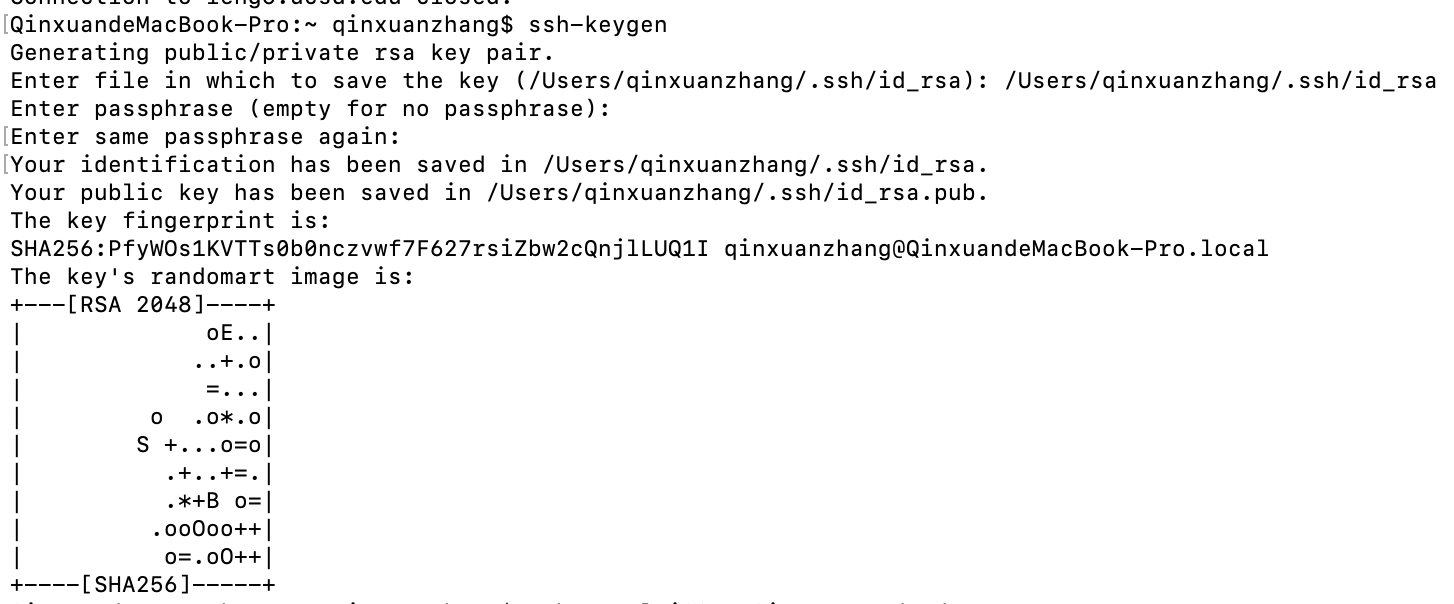 QinxuandeMacBook-Pro:~ qinxuanzhang$ ssh-keygen
Generating public/private rsa key pair.
Enter file in which to save the key (/Users/qinxuanzhang/.ssh/id_rsa): /Users/qinxuanzhang/.ssh/id_rsa
Enter passphrase (empty for no passphrase):
Enter same passphrase again:
Your identification has been saved in /Users/qinxuanzhang/.ssh/id_rsa.
Your public key has been saved in /Users/qinxuanzhang/.ssh/id_rsa.pub.
The key fingerprint is:
SHA256:PfyWOs1KVTTs0b0nczvwf7F627rsiZbw2cQnjlLUQ1I qinxuanzhang@QinxuandeMacBook-Pro.local
The key's randomart image is:
+---[RSA 2048]----+
|             oE..|
|            ..+.o|
|             =...|
|         o  .o*.o|
|        S +...o=o|
|          .+..+=.|
|          .*+B o=|
|         .ooOoo++|
|          o=.oO++|
+----[SHA256]-----+